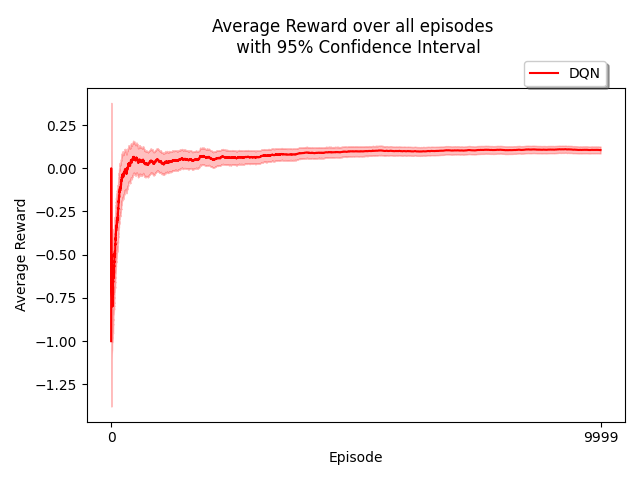 Average Reward over all episodes
with 95% Confidence Interval
DQN
0.25
0.00
−0.25
−0.50
−0.75
−1.00
−1.25
Average Reward
0
9999
Episode